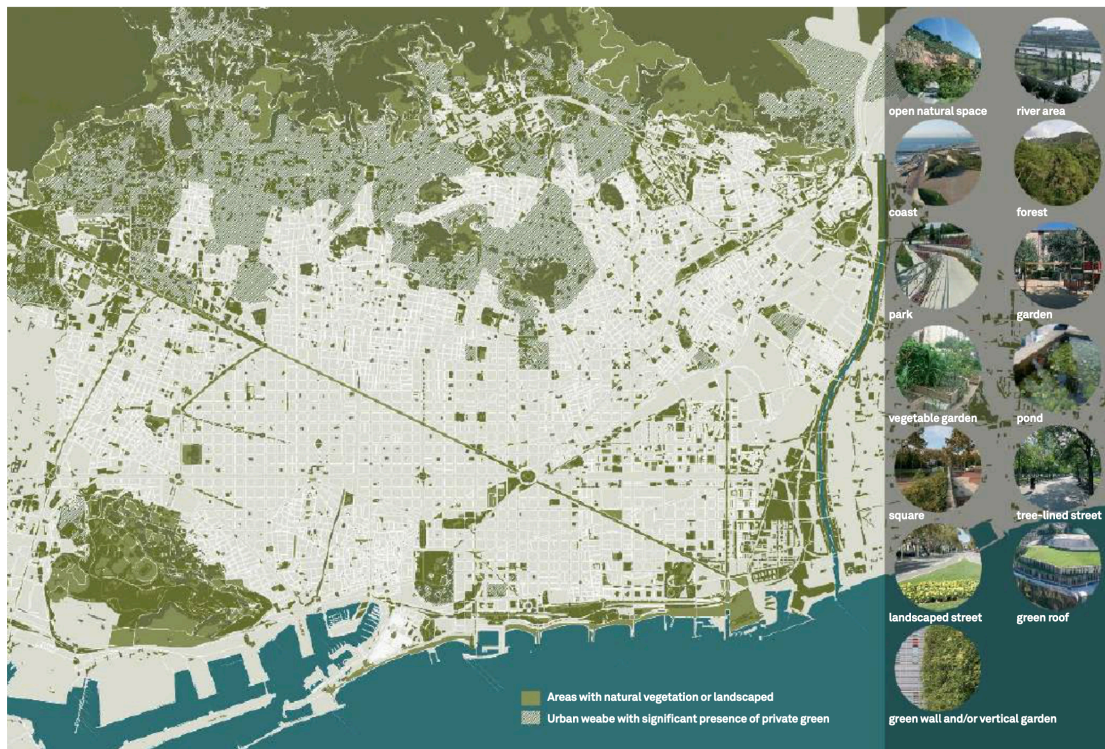 open natural space
river area
coast
forest
park
garden
vegetable garden
pond
square
tree-lined street
landscaped street
green roof
green wall and/or vertical garden
Areas with natural vegetation or landscaped
Urban weabe with significant presence of private green